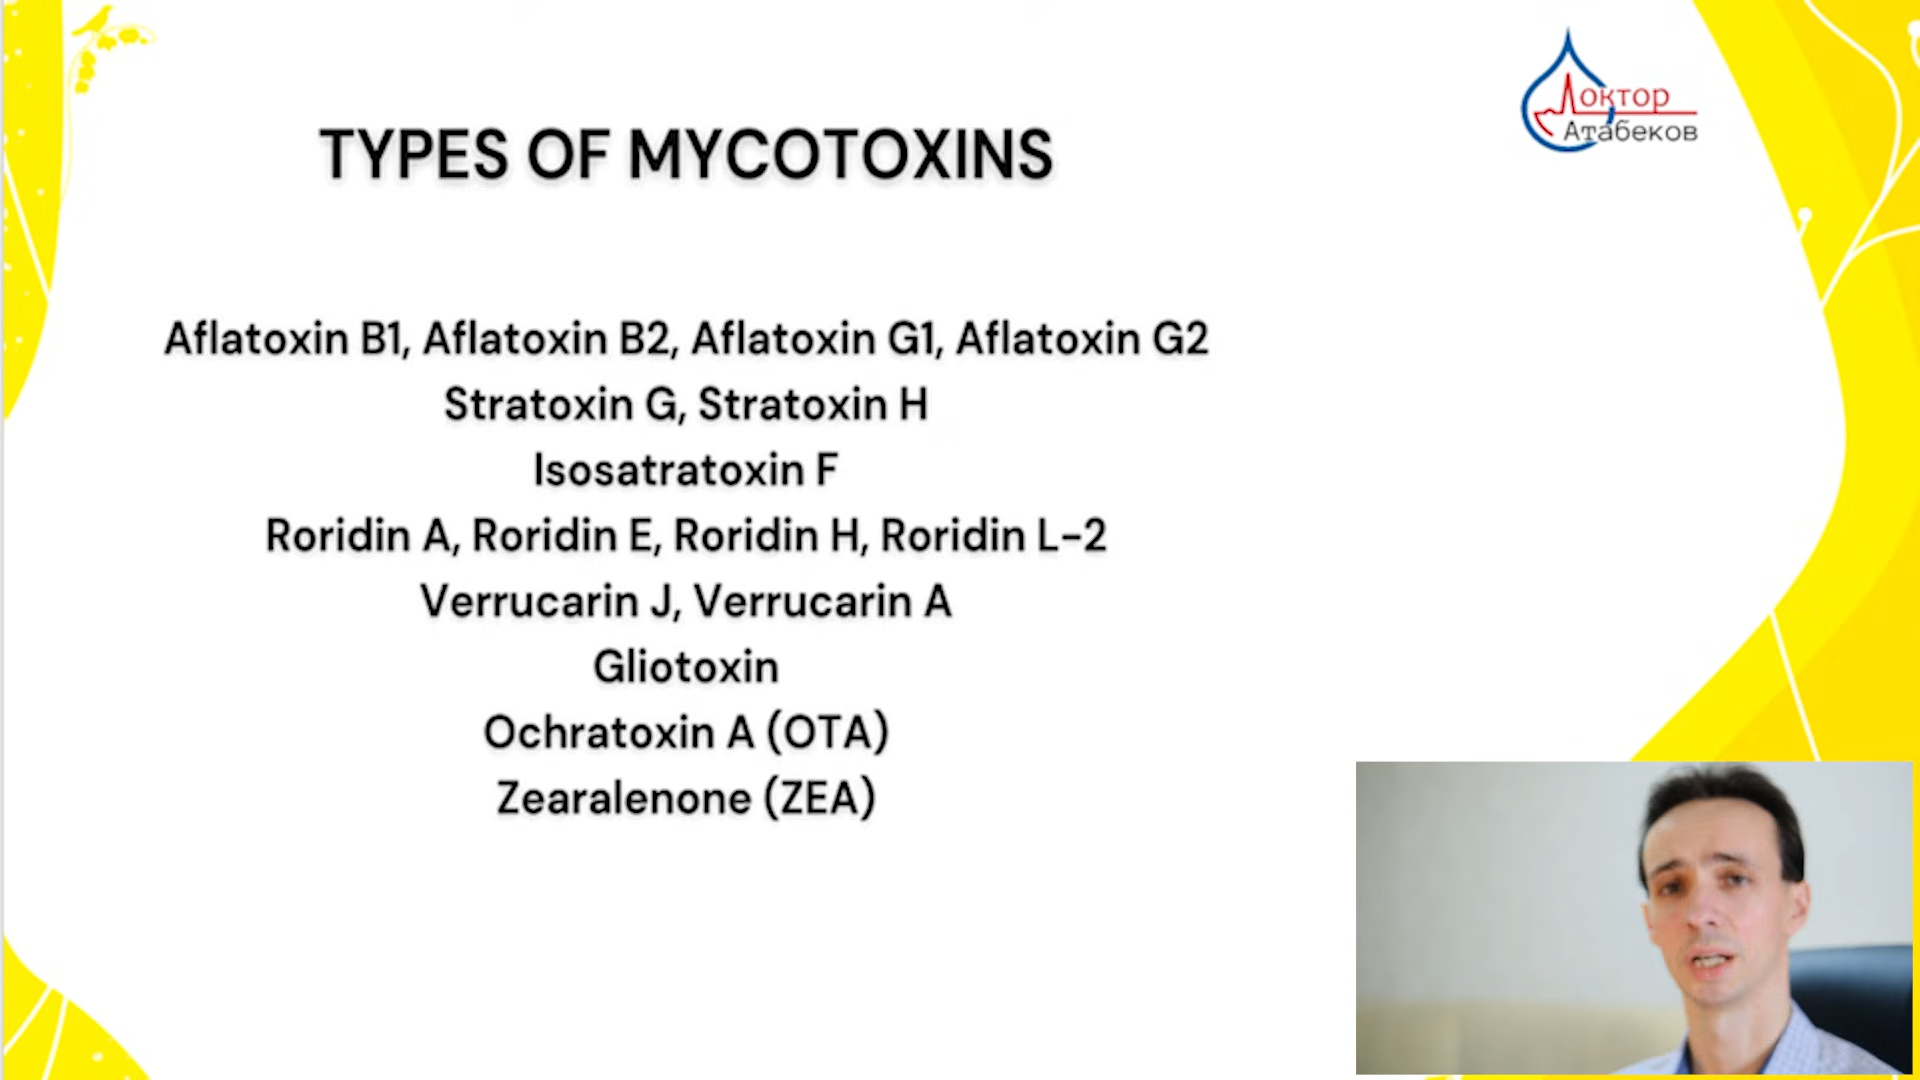 Доктор
Атабеков
TYPES OF MYCOTOXINS
Aflatoxin B1, Aflatoxin B2, Aflatoxin G1, Aflatoxin G2
Stratoxin G, Stratoxin H
Isosatratoxin F
Roridin A, Roridin E, Roridin H, Roridin L-2
Verrucarin J, Verrucarin A
Gliotoxin
Ochratoxin A (OTA)
Zearalenone (ZEA)